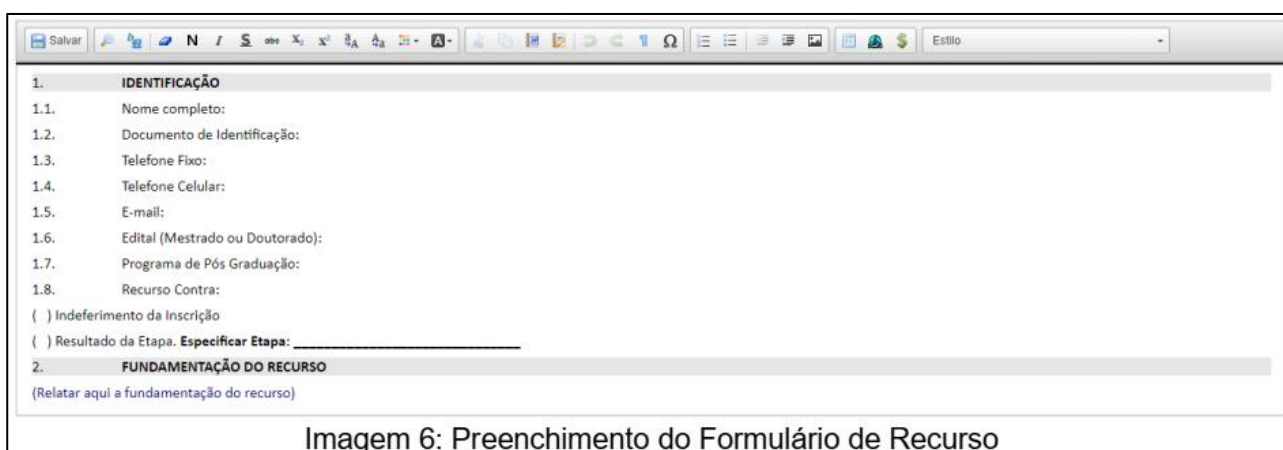 Salvar N I S abc X₂ X² Ω Estilo
1. IDENTIFICAÇÃO
1.1. Nome completo:
1.2. Documento de Identificação:
1.3. Telefone Fixo:
1.4. Telefone Celular:
1.5. E-mail:
1.6. Edital (Mestrado ou Doutorado):
1.7. Programa de Pós Graduação:
1.8. Recurso Contra:
( ) Indeferimento da Inscrição
( ) Resultado da Etapa. Especificar Etapa: ______________________________
2. FUNDAMENTAÇÃO DO RECURSO
(Relatar aqui a fundamentação do recurso)
Imagem 6: Preenchimento do Formulário de Recurso